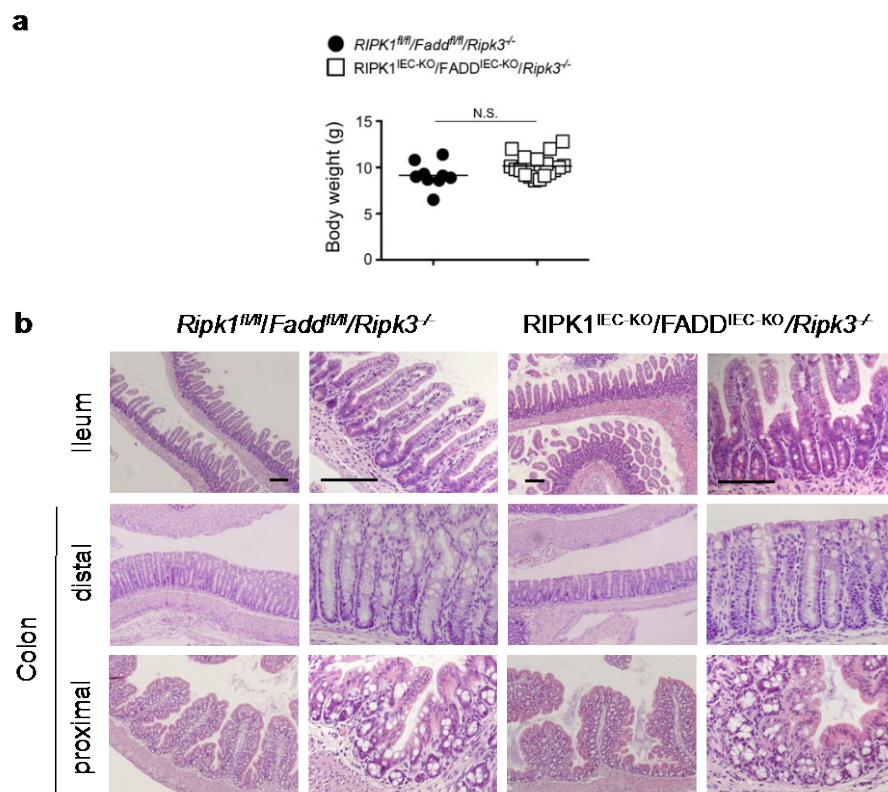 a
RIPK1fl/fl/Faddfl/fl/Ripk3-/-
RIPK1IEC-KO/FADDIEC-KO/Ripk3-/-
N.S.
Body weight (g)
15
10
5
0
b
Ripk1fl/fl/Faddfl/fl/Ripk3-/-
RIPK1IEC-KO/FADDIEC-KO/Ripk3-/-
Ileum
Colon
distal
proximal